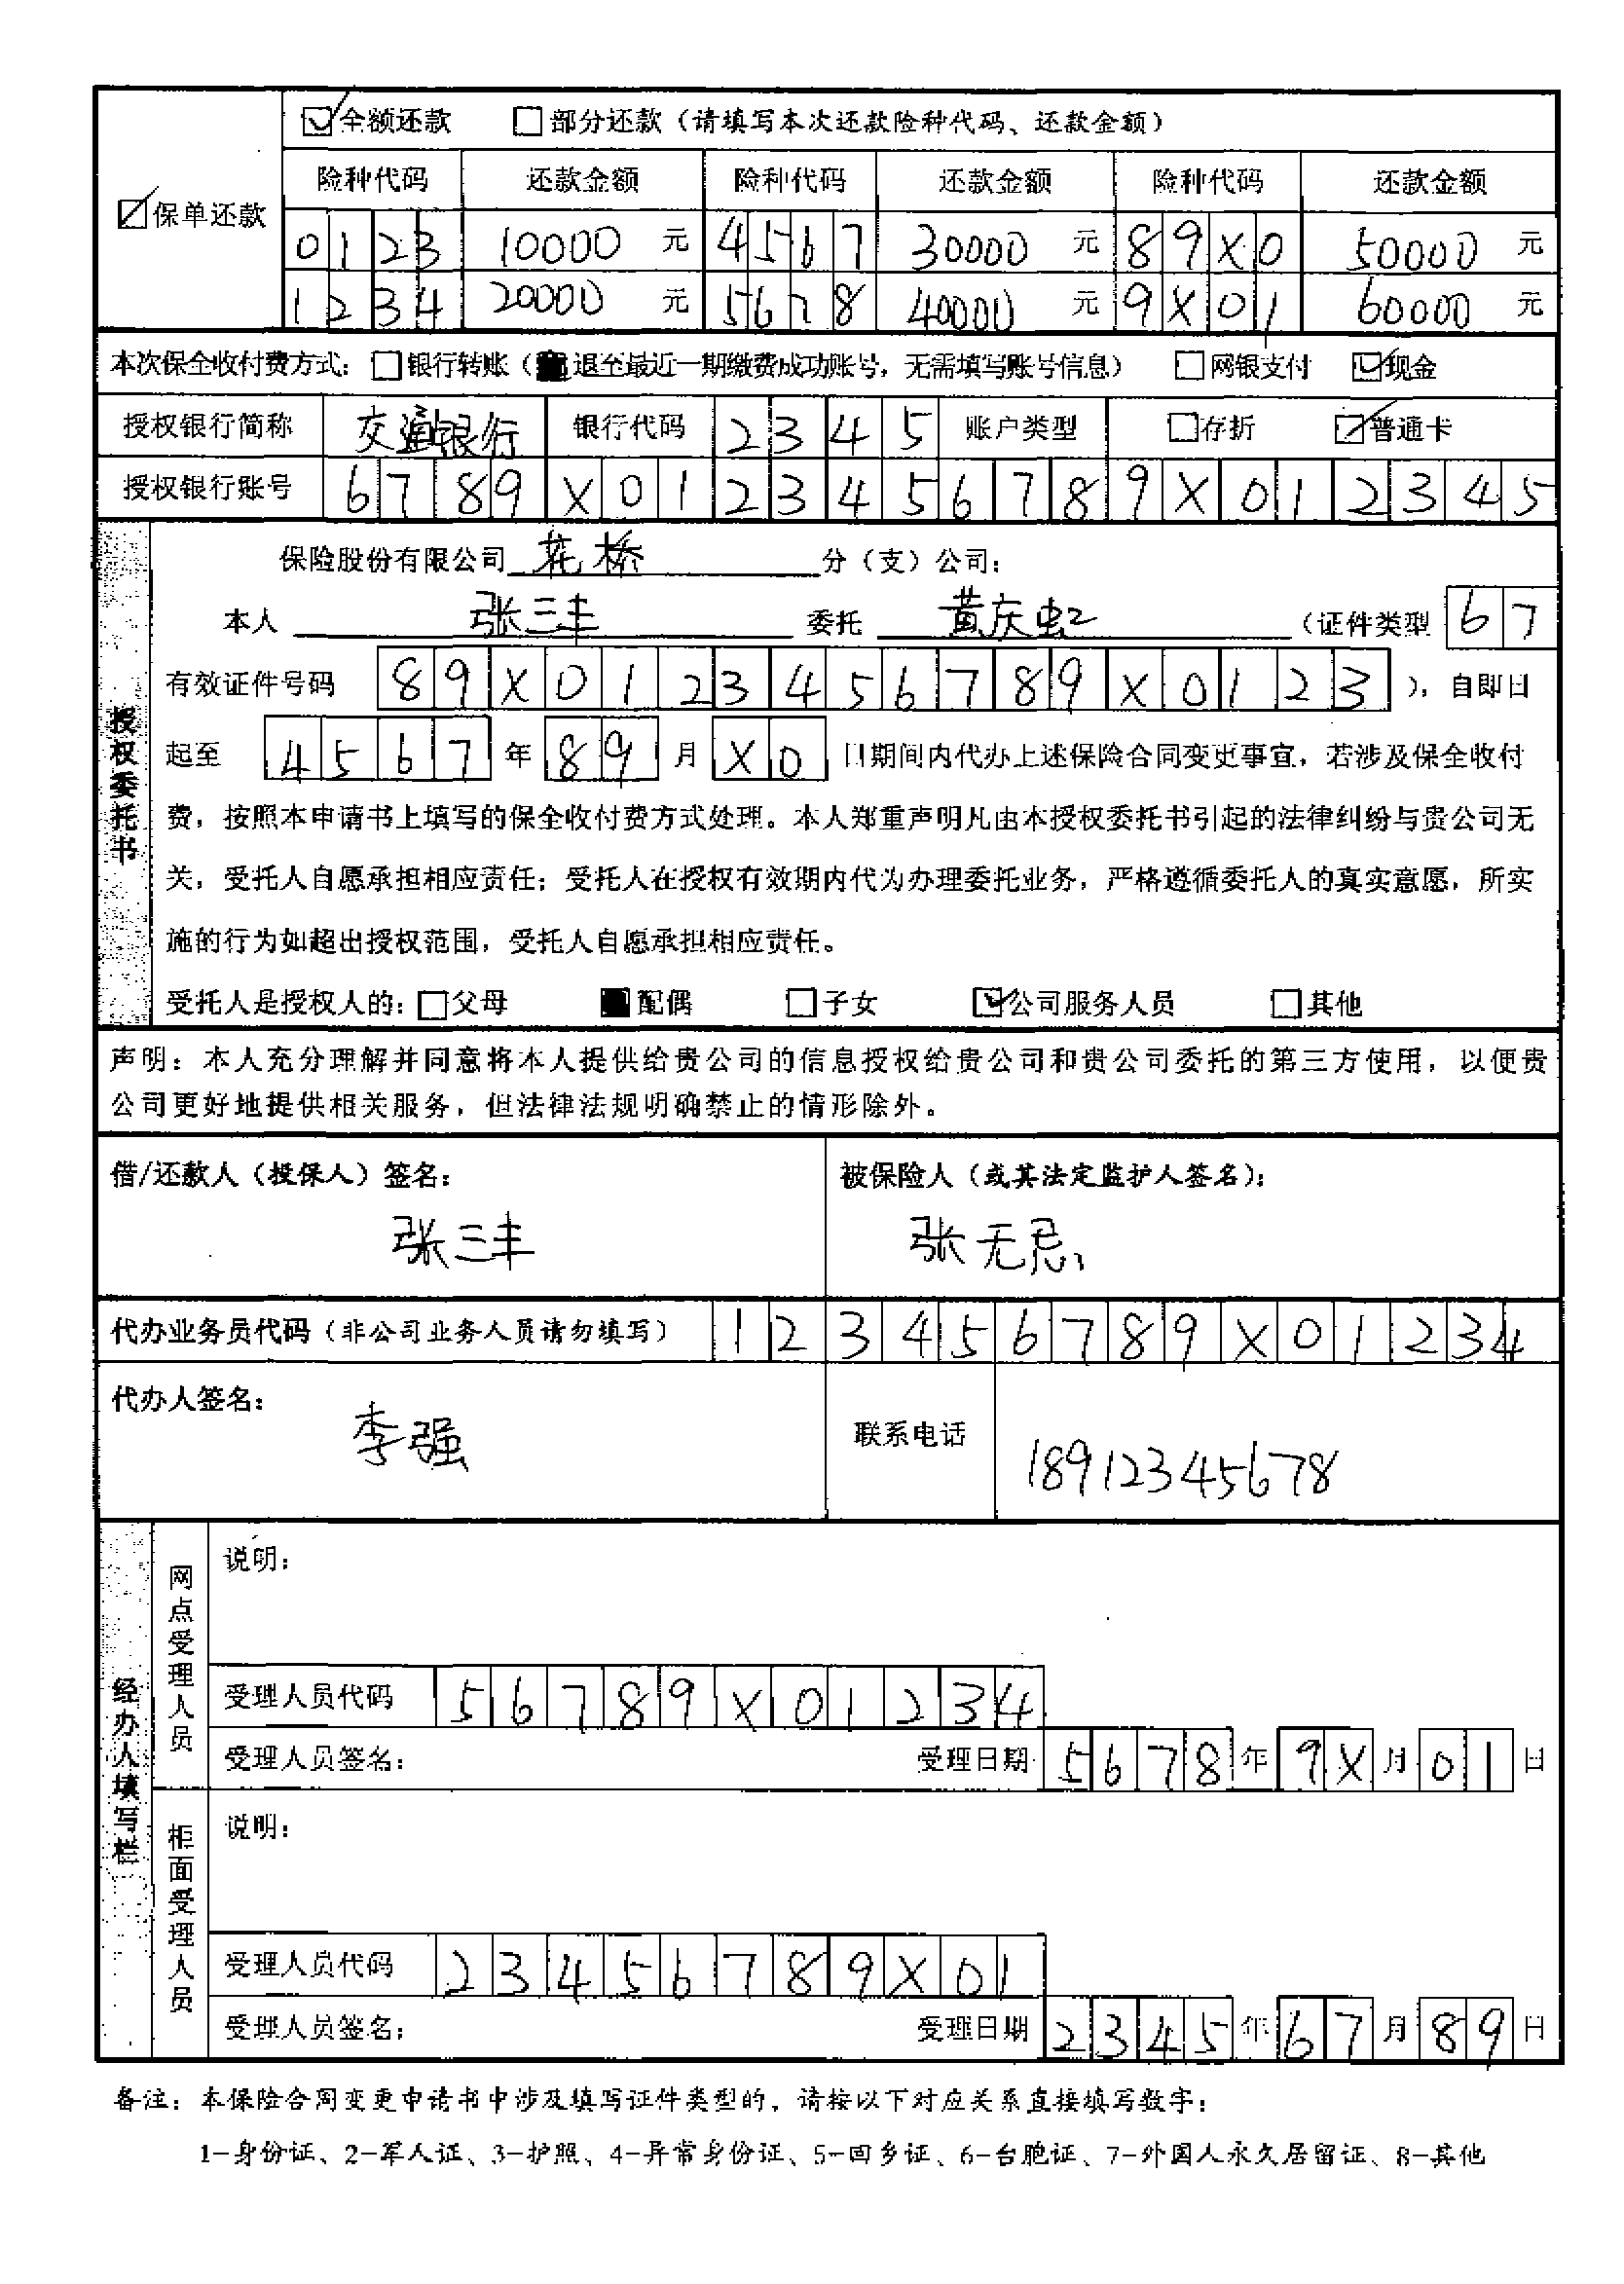 ☑全额还款 ☐部分还款（请填写本次还款险种代码、还款金额）
险种代码 还款金额 险种代码 还款金额 险种代码 还款金额
☑保单还款
0123 10000 元 4567 30000 元 89X0 50000 元
1234 20000 元 5678 40000 元 9X01 60000 元
本次保全收付费方式：☐银行转账（■退至最近一期缴费成功账号，无需填写账号信息） ☐网银支付 ☑现金
授权银行简称 交通银行 银行代码 2345 账户类型 ☐存折 ☑普通卡
授权银行账号 6789X0123456789X012345
保险股份有限公司 花桥 分（支）公司：
本人 张三丰 委托 黄庆虹 （证件类型 67
有效证件号码 89X0123456789X0123 ），自即日
起至 4567 年 89 月 X0 日期间内代办上述保险合同变更事宜，若涉及保全收付
费，按照本申请书上填写的保全收付费方式处理。本人郑重声明凡由本授权委托书引起的法律纠纷与贵公司无
关，受托人自愿承担相应责任；受托人在授权有效期内代为办理委托业务，严格遵循委托人的真实意愿，所实
施的行为如超出授权范围，受托人自愿承担相应责任。
受托人是授权人的：☐父母 ■配偶 ☐子女 ☑公司服务人员 ☐其他
授权委托书
声明：本人充分理解并同意将本人提供给贵公司的信息授权给贵公司和贵公司委托的第三方使用，以便贵
公司更好地提供相关服务，但法律法规明确禁止的情形除外。
借/还款人（投保人）签名： 被保险人（或其法定监护人签名）：
张三丰 张无忌
代办业务员代码（非公司业务人员请勿填写） 123456789X01234
代办人签名： 李强 联系电话 18912345678
经办人填写栏
网点受理人员
说明：
受理人员代码 56789X01234
受理人员签名： 受理日期 5678 年 9X 月 01 日
柜面受理人员
说明：
受理人员代码 23456789X01
受理人员签名： 受理日期 2345 年 67 月 89 日
备注：本保险合同变更申请书中涉及填写证件类型的，请按以下对应关系直接填写数字：
1-身份证、2-军人证、3-护照、4-异常身份证、5-回乡证、6-台胞证、7-外国人永久居留证、8-其他